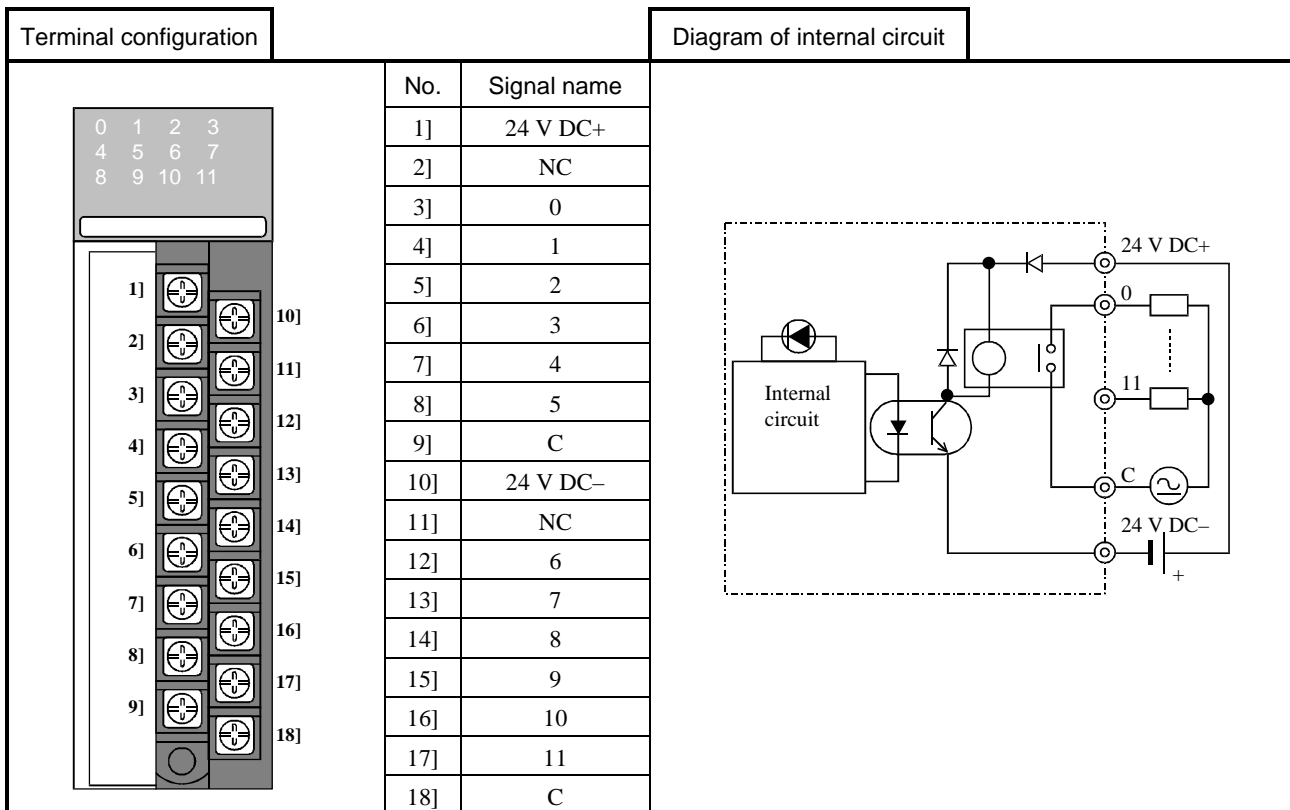 Terminal configuration
Diagram of internal circuit
0 1 2 3
4 5 6 7
8 9 10 11
1]
2]
3]
4]
5]
6]
7]
8]
9]
10]
11]
12]
13]
14]
15]
16]
17]
18]
No. Signal name
1] 24 V DC+
2] NC
3] 0
4] 1
5] 2
6] 3
7] 4
8] 5
9] C
10] 24 V DC–
11] NC
12] 6
13] 7
14] 8
15] 9
16] 10
17] 11
18] C
Internal
circuit
24 V DC+
0
11
C
24 V DC–
+